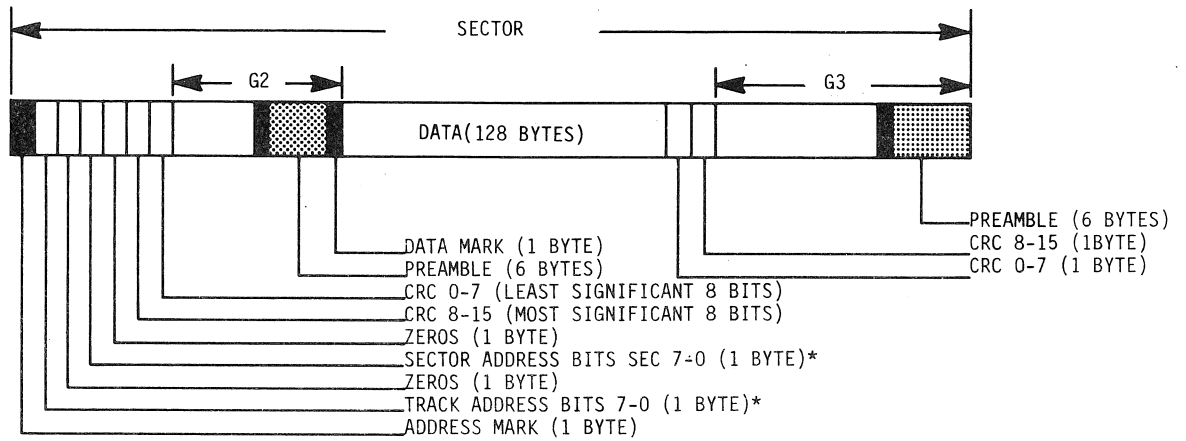 SECTOR
G2
G3
DATA(128 BYTES)
PREAMBLE (6 BYTES)
CRC 8-15 (1BYTE)
CRC 0-7 (1 BYTE)
DATA MARK (1 BYTE)
PREAMBLE (6 BYTES)
CRC 0-7 (LEAST SIGNIFICANT 8 BITS)
CRC 8-15 (MOST SIGNIFICANT 8 BITS)
ZEROS (1 BYTE)
SECTOR ADDRESS BITS SEC 7-0 (1 BYTE)*
ZEROS (1 BYTE)
TRACK ADDRESS BITS 7-0 (1 BYTE)*
ADDRESS MARK (1 BYTE)